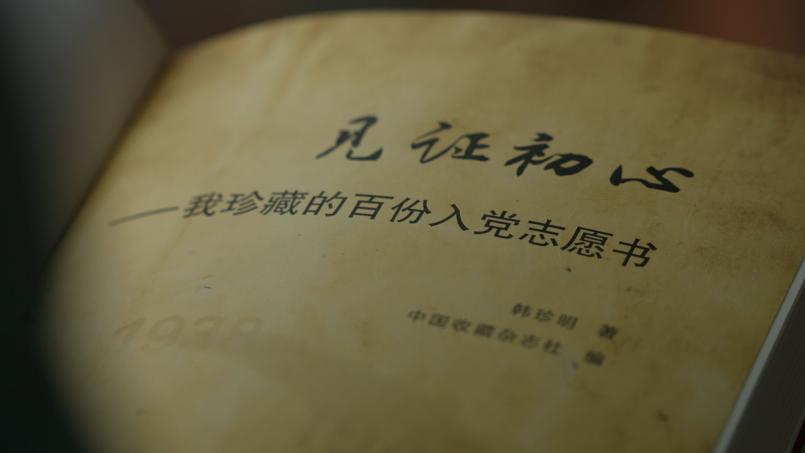 见证初心
——我珍藏的百份入党志愿书
韩珍明 著
中国收藏杂志社 编
1938